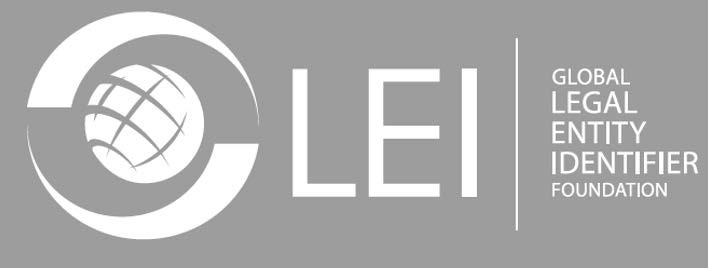 LEI
GLOBAL
LEGAL
ENTITY
IDENTIFIER
FOUNDATION